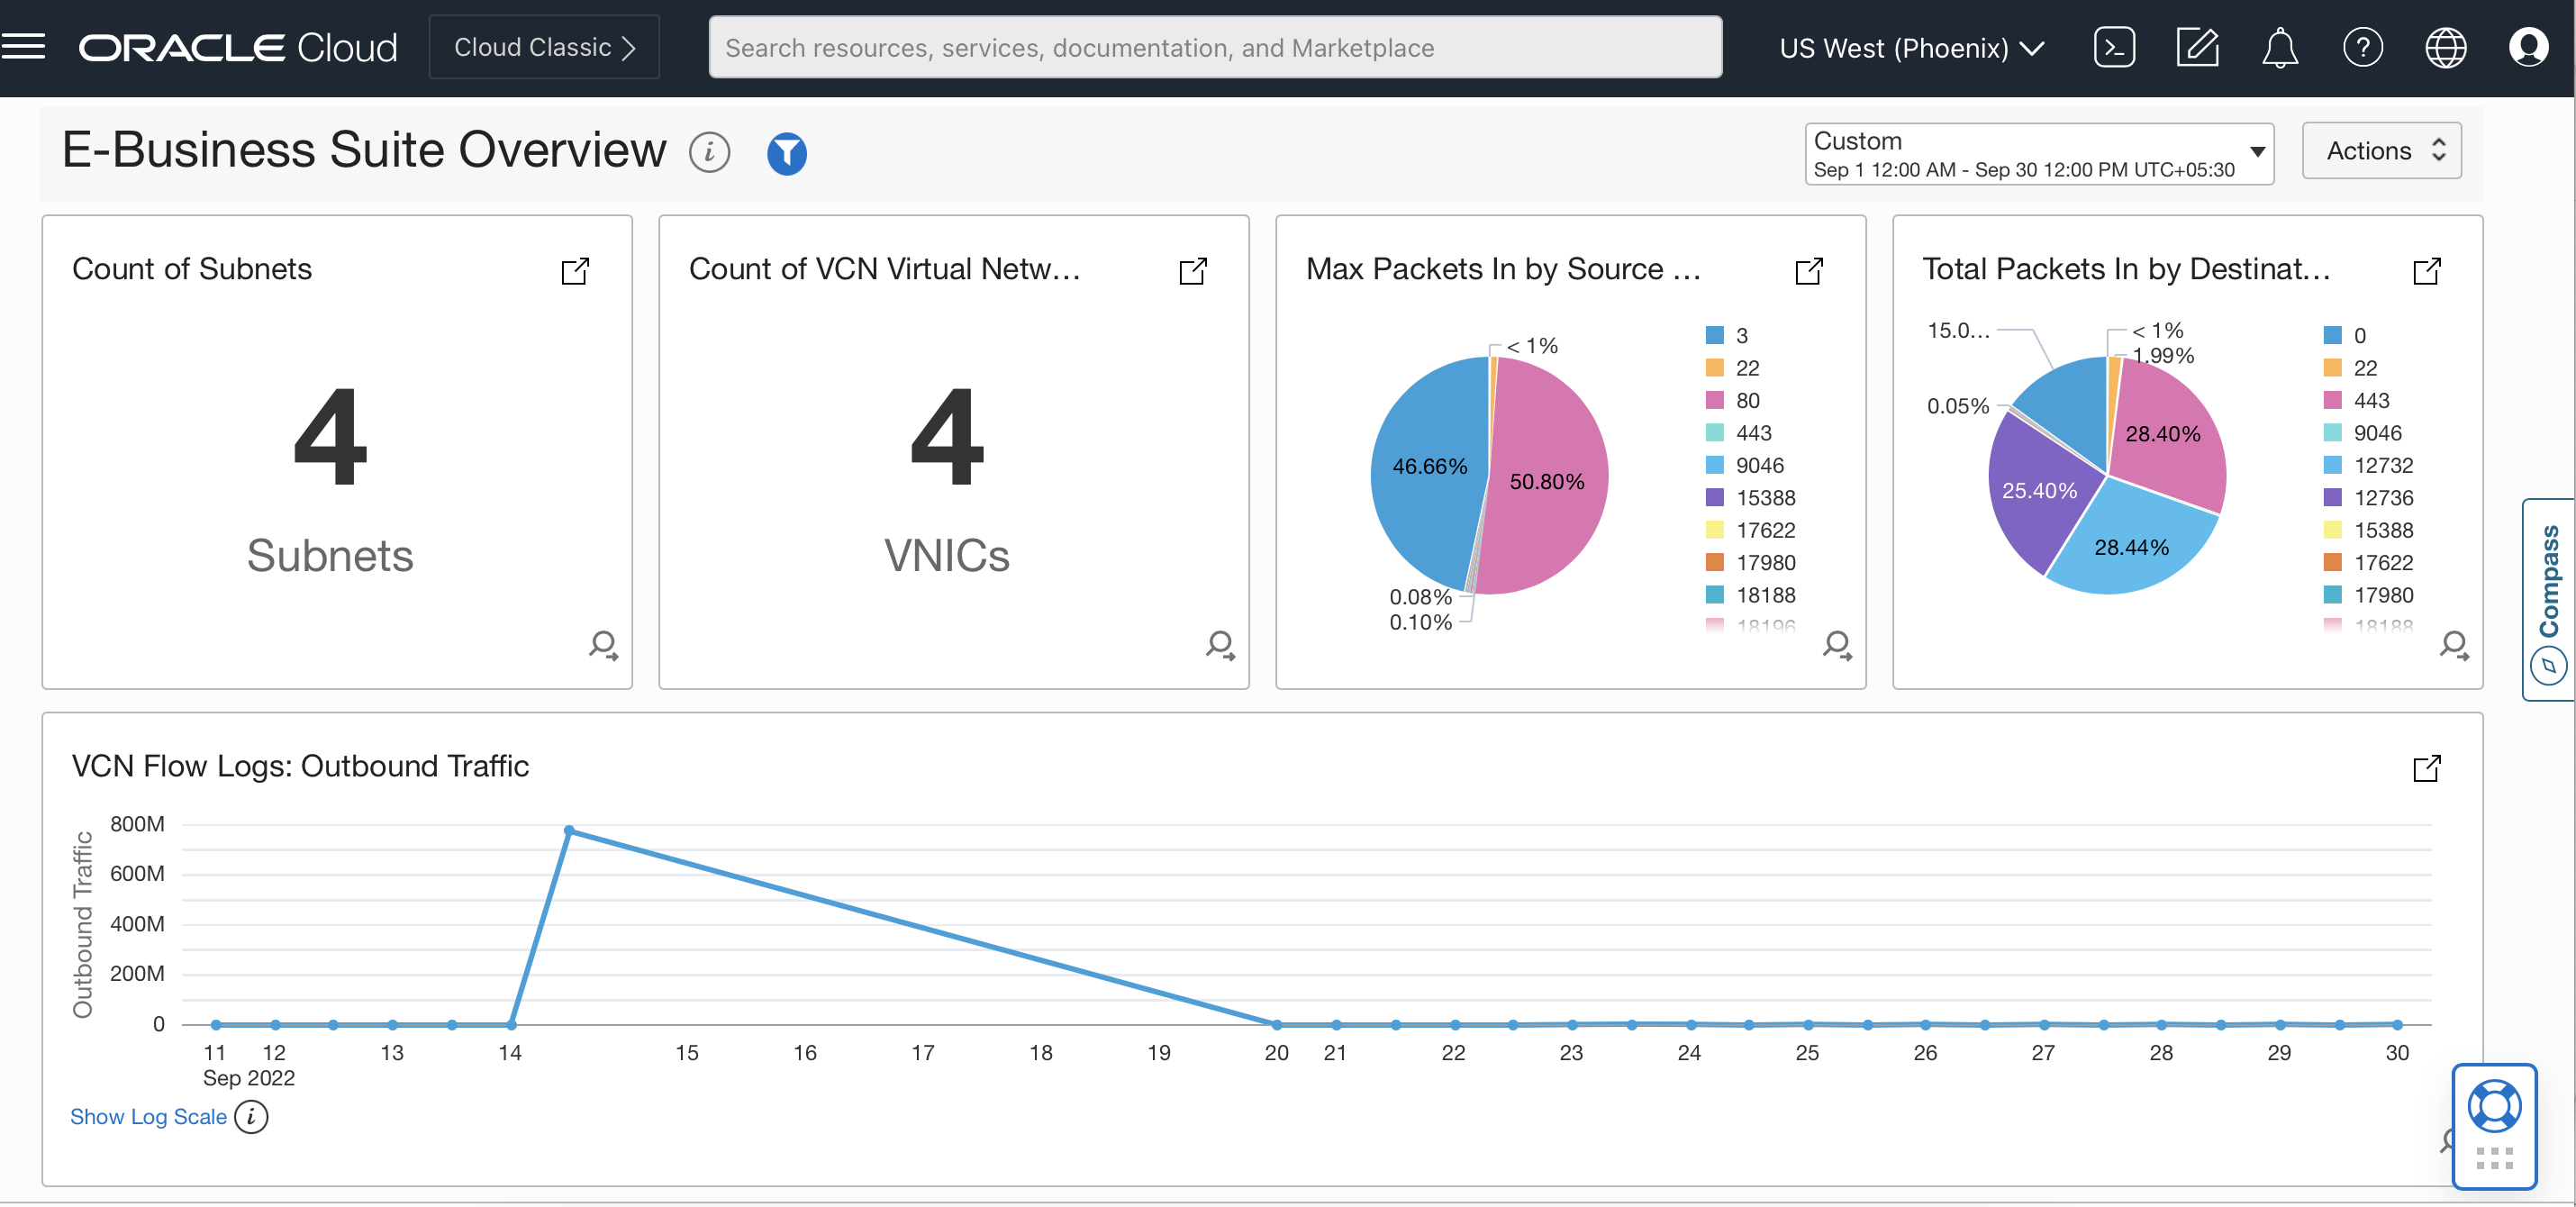 ORACLE Cloud
Cloud Classic
Search resources, services, documentation, and Marketplace
US West (Phoenix)
E-Business Suite Overview
Custom
Sep 1 12:00 AM - Sep 30 12:00 PM UTC+05:30
Actions
Count of Subnets
4
Subnets
Count of VCN Virtual Netw...
4
VNICs
Max Packets In by Source ...
< 1%
46.66%
50.80%
0.08%
0.10%
3
22
80
443
9046
15388
17622
17980
18188
18196
Total Packets In by Destinat...
15.0...
< 1%
1.99%
0.05%
28.40%
25.40%
28.44%
0
22
443
9046
12732
12736
15388
17622
17980
18188
Compass
VCN Flow Logs: Outbound Traffic
Outbound Traffic
800M
600M
400M
200M
0
11 12 13 14 15 16 17 18 19 20 21 22 23 24 25 26 27 28 29 30
Sep 2022
Show Log Scale